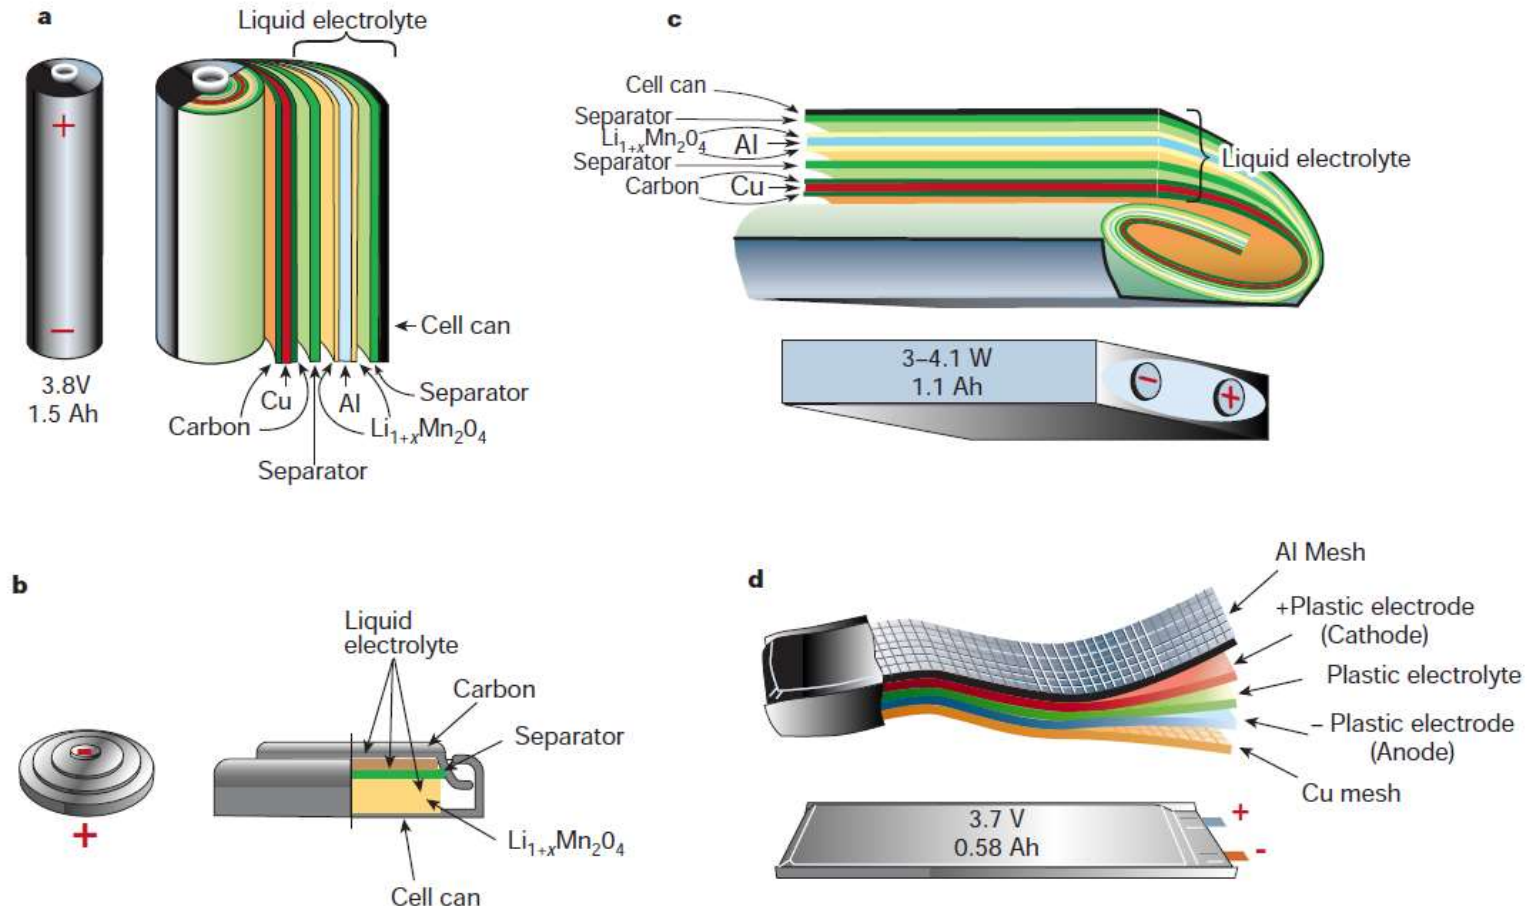 a
Liquid electrolyte
+
−
3.8V
1.5 Ah
Cell can
Separator
Cu
Al
Carbon
Li1+xMn2O4
Separator
c
Cell can
Separator
Li1+xMn2O4
Al
Separator
Carbon
Cu
Liquid electrolyte
3–4.1 W
1.1 Ah
−
+
b
Liquid
electrolyte
Carbon
Separator
Li1+xMn2O4
Cell can
-
+
d
Al Mesh
+Plastic electrode
(Cathode)
Plastic electrolyte
– Plastic electrode
(Anode)
Cu mesh
3.7 V
0.58 Ah
+
-